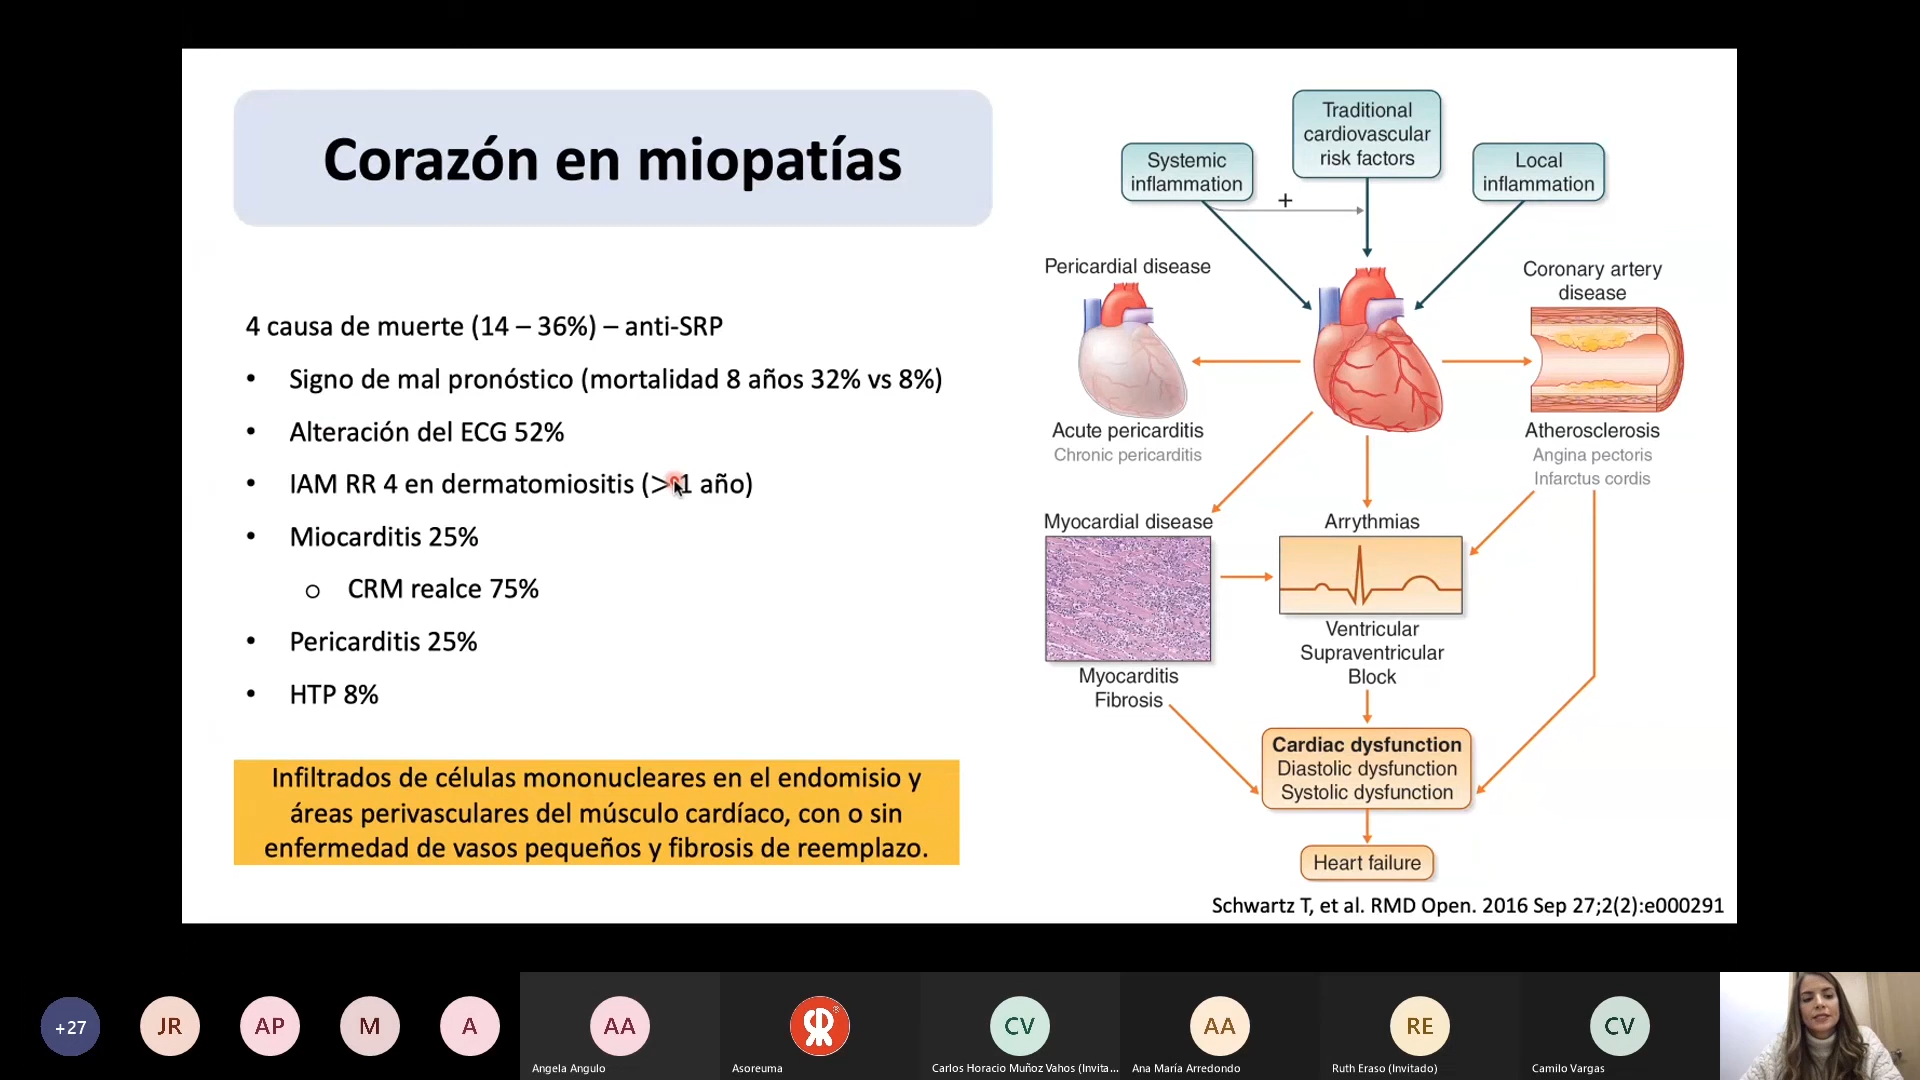 Corazón en miopatías
4 causa de muerte (14 – 36%) – anti-SRP
• Signo de mal pronóstico (mortalidad 8 años 32% vs 8%)
• Alteración del ECG 52%
• IAM RR 4 en dermatomiositis (> 1 año)
• Miocarditis 25%
o CRM realce 75%
• Pericarditis 25%
• HTP 8%
Infiltrados de células mononucleares en el endomisio y
áreas perivasculares del músculo cardíaco, con o sin
enfermedad de vasos pequeños y fibrosis de reemplazo.
Traditional
cardiovascular
risk factors
Systemic
inflammation
Local
inflammation
+
Pericardial disease
Coronary artery
disease
Acute pericarditis
Chronic pericarditis
Atherosclerosis
Angina pectoris
Infarctus cordis
Myocardial disease
Arrythmias
Myocarditis
Fibrosis
Ventricular
Supraventricular
Block
Cardiac dysfunction
Diastolic dysfunction
Systolic dysfunction
Heart failure
Schwartz T, et al. RMD Open. 2016 Sep 27;2(2):e000291
+27
JR
AP
M
A
AA
Angela Angulo
Asoreuma
CV
Carlos Horacio Muñoz Vahos (Invita...
AA
Ana María Arredondo
RE
Ruth Eraso (Invitado)
CV
Camilo Vargas